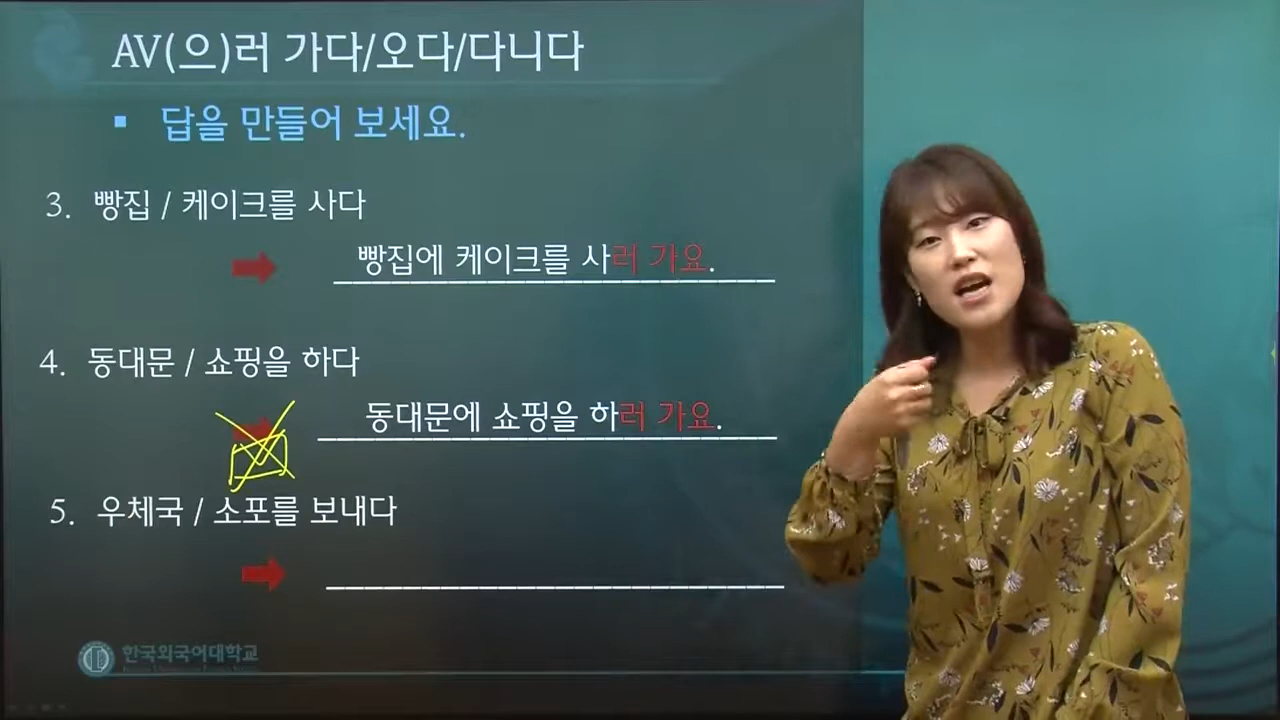 AV(으)러 가다/오다/다니다
▪ 답을 만들어 보세요.
3. 빵집 / 케이크를 사다
빵집에 케이크를 사러 가요.
4. 동대문 / 쇼핑을 하다
동대문에 쇼핑을 하러 가요.
5. 우체국 / 소포를 보내다
한국외국어대학교